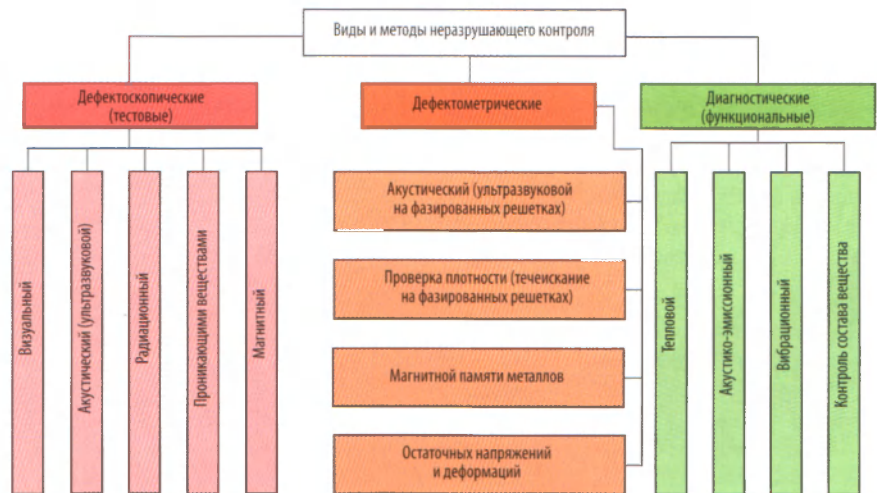 Виды и методы неразрушающего контроля
Дефектоскопические
(тестовые)
Визуальный
Акустический (ультразвуковой)
Радиационный
Проникающими веществами
Магнитный
Дефектометрические
Акустический (ультразвуковой
на фазированных решетках)
Проверка плотности (течеискание
на фазированных решетках)
Магнитной памяти металлов
Остаточных напряжений
и деформаций
Диагностические
(функциональные)
Тепловой
Акустико-эмиссионный
Вибрационный
Контроль состава вещества